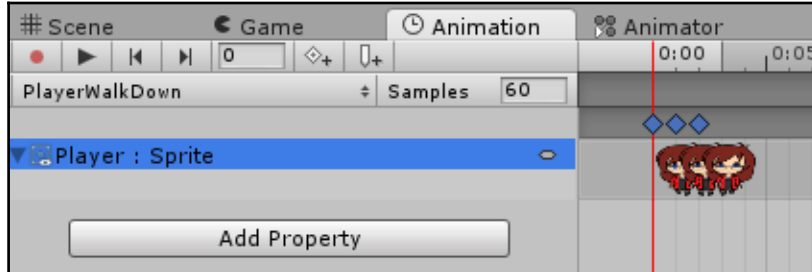 Scene Game Animation Animator
0 0:00 0:05
PlayerWalkDown Samples 60
Player : Sprite
Add Property